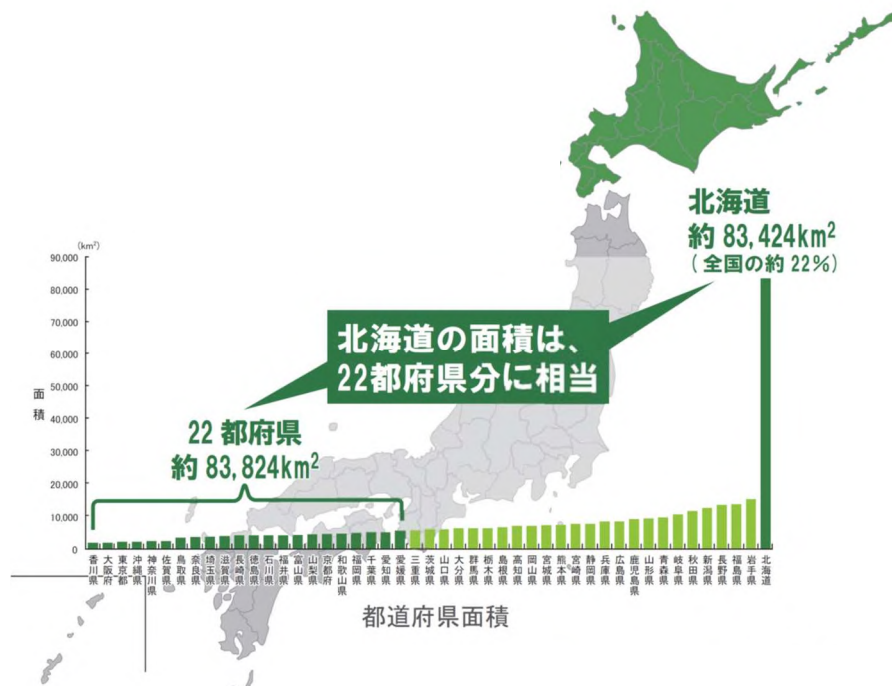 北海道
約 83,424km²
( 全国の約 22%)
(km²)
90,000
80,000
70,000
60,000
50,000
40,000
30,000
20,000
10,000
0
面積
北海道の面積は、
22都府県分に相当
22 都府県
約 83,824km²
香川県
大阪府
東京都
沖縄県
神奈川県
佐賀県
鳥取県
奈良県
埼玉県
滋賀県
長崎県
徳島県
石川県
福井県
富山県
山梨県
京都府
和歌山県
福岡県
千葉県
愛知県
愛媛県
三重県
茨城県
山口県
大分県
群馬県
栃木県
島根県
高知県
岡山県
宮城県
熊本県
宮崎県
静岡県
兵庫県
広島県
鹿児島県
山形県
青森県
岐阜県
秋田県
新潟県
長野県
福島県
岩手県
北海道
都道府県面積